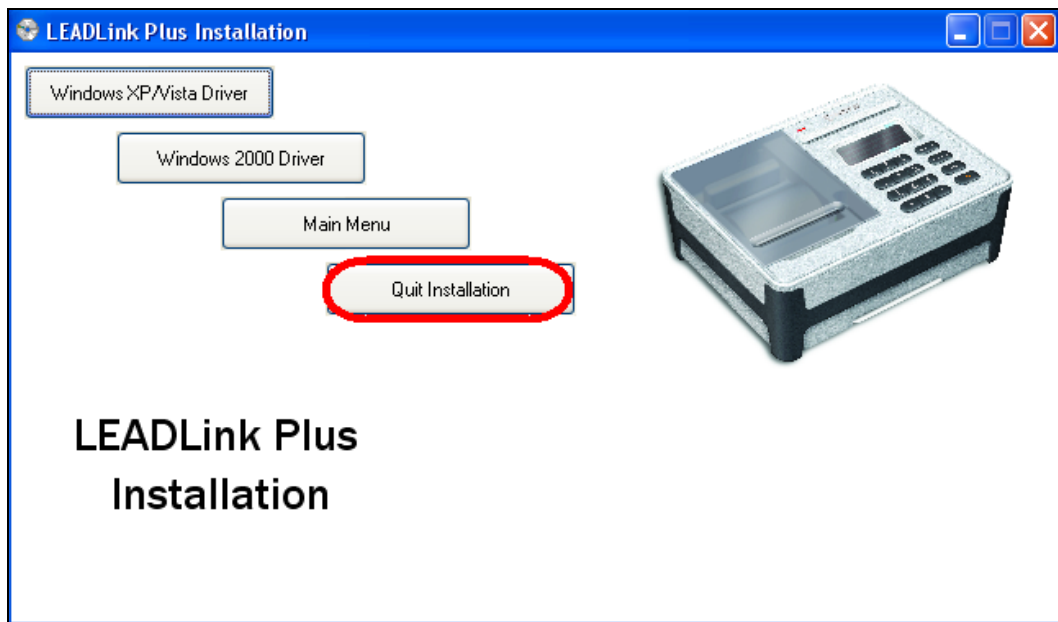 LEADLink Plus Installation
Windows XP/Vista Driver
Windows 2000 Driver
Main Menu
Quit Installation
LEADLink Plus
Installation